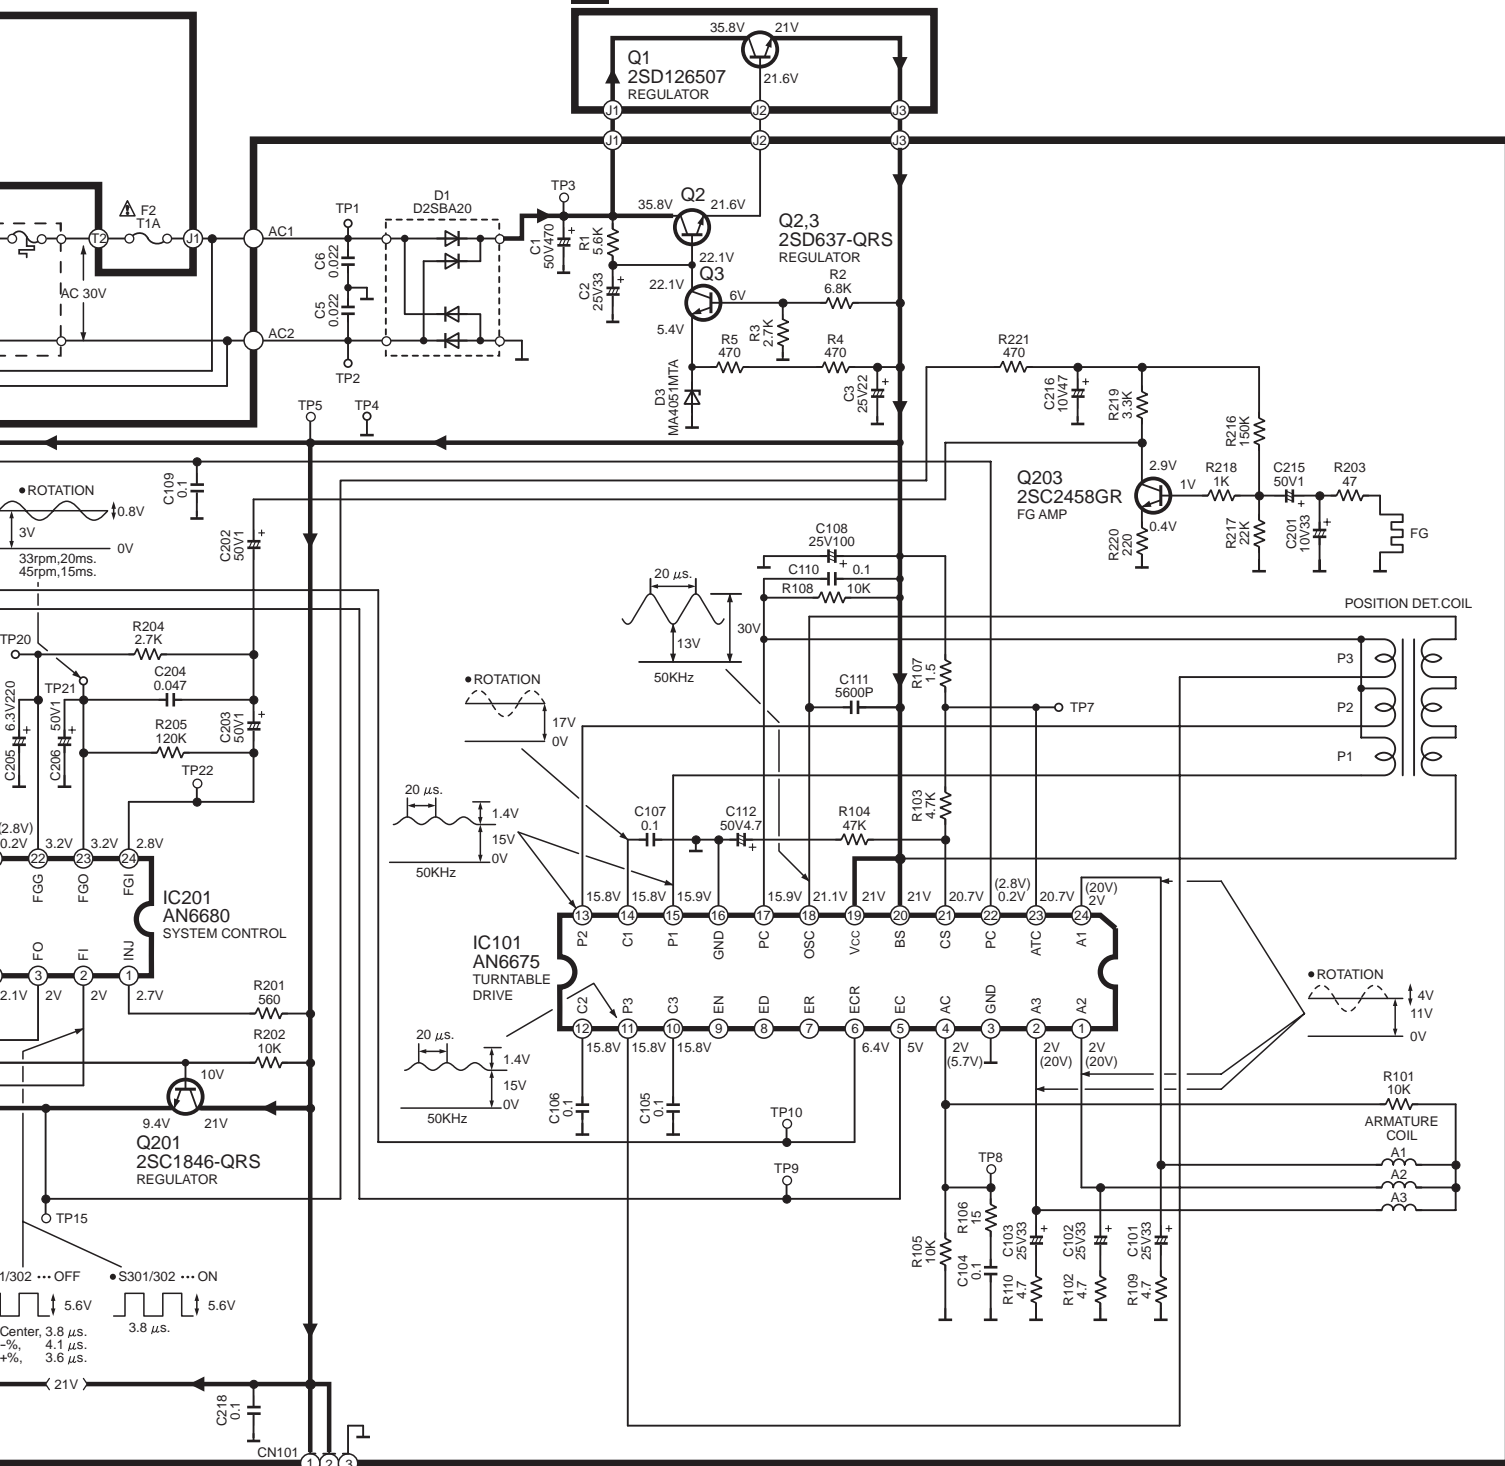 35.8V
21V
Q1
2SD126507
REGULATOR
21.6V
J1
J2
J3
J1
J2
J3
F2
T1A
T2
J1
AC1
AC 30V
AC2
TP1
C6
0.022
C5
0.022
TP2
D1
D2SBA20
TP3
C1
50V470
R1
5.6K
C2
25V33
35.8V
Q2
21.6V
Q2,3
2SD637-QRS
REGULATOR
22.1V
Q3
22.1V
6V
R2
6.8K
5.4V
R3
2.7K
R5
470
R4
470
D3
MA4051MTA
C3
25V22
R221
470
C216
10V47
R219
3.3K
R216
150K
TP5
TP4
Q203
2SC2458GR
FG AMP
2.9V
1V
0.4V
R218
1K
C215
50V1
R203
47
R220
220
R217
22K
C201
10V33
FG
●ROTATION
0.8V
3V
0V
33rpm,20ms.
45rpm,15ms.
C109
0.1
C202
50V1
C108
25V100
C110
0.1
R108
10K
20 µs.
13V
30V
50KHz
POSITION DET.COIL
P3
P2
P1
TP20
R204
2.7K
C204
0.047
TP21
R205
120K
C203
50V1
TP22
C205
6.3V220
C206
50V1
●ROTATION
17V
0V
C111
5600P
R107
1.5
TP7
20 µs.
1.4V
15V
0V
50KHz
C107
0.1
C112
50V4.7
R104
47K
R103
4.7K
(2.8V)
0.2V
3.2V
3.2V
2.8V
22
23
24
FGG
FGO
FGI
IC201
AN6680
SYSTEM CONTROL
FO
FI
INJ
3
2
1
2.1V
2V
2V
2.7V
15.8V
15.8V
15.9V
15.9V
21.1V
21V
21V
20.7V
(2.8V)
0.2V
20.7V
(20V)
2V
13
14
15
16
17
18
19
20
21
22
23
24
P2
C1
P1
GND
PC
OSC
Vcc
BS
CS
PC
ATC
A1
IC101
AN6675
TURNTABLE
DRIVE
C2
P3
C3
EN
ED
ER
ECR
EC
AC
GND
A3
A2
12
11
10
9
8
7
6
5
4
3
2
1
15.8V
15.8V
15.8V
6.4V
5V
2V
(5.7V)
2V
(20V)
2V
(20V)
●ROTATION
4V
11V
0V
R201
560
R202
10K
20 µs.
1.4V
15V
0V
50KHz
10V
9.4V
21V
Q201
2SC1846-QRS
REGULATOR
C106
0.1
C105
0.1
TP10
TP9
TP8
R101
10K
ARMATURE
COIL
A1
A2
A3
TP15
R105
10K
R106
15
C104
0.1
C103
25V33
R110
4.7
C102
25V33
R102
4.7
C101
25V33
R109
4.7
1/302 ··· OFF
●S301/302 ··· ON
5.6V
5.6V
Center, 3.8 µs.
-%, 4.1 µs.
+%, 3.6 µs.
3.8 µs.
21V
C218
0.1
CN101
1
2
3